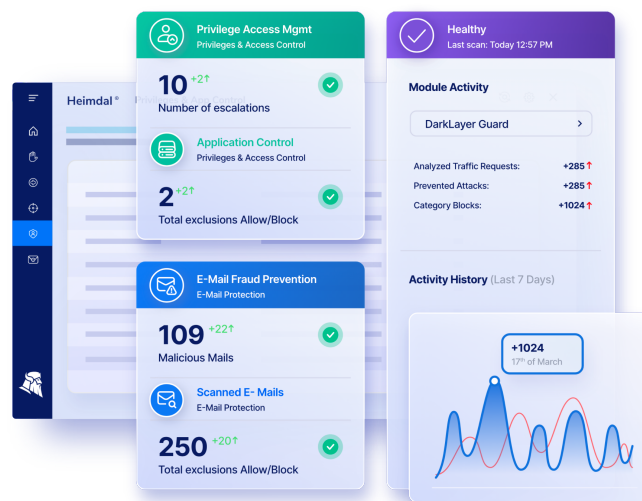 Heimdal®
Privilege Access Mgmt
Privileges & Access Control
10 +2↑
Number of escalations
Application Control
Privileges & Access Control
2 +2↑
Total exclusions Allow/Block
E-Mail Fraud Prevention
E-Mail Protection
109 +22↑
Malicious Mails
Scanned E- Mails
E-Mail Protection
250 +20↑
Total exclusions Allow/Block
Healthy
Last scan: Today 12:57 PM
Module Activity
DarkLayer Guard
Analyzed Traffic Requests: +285↑
Prevented Attacks: +285↑
Category Blocks: +1024↑
Activity History (Last 7 Days)
+1024
17th of March